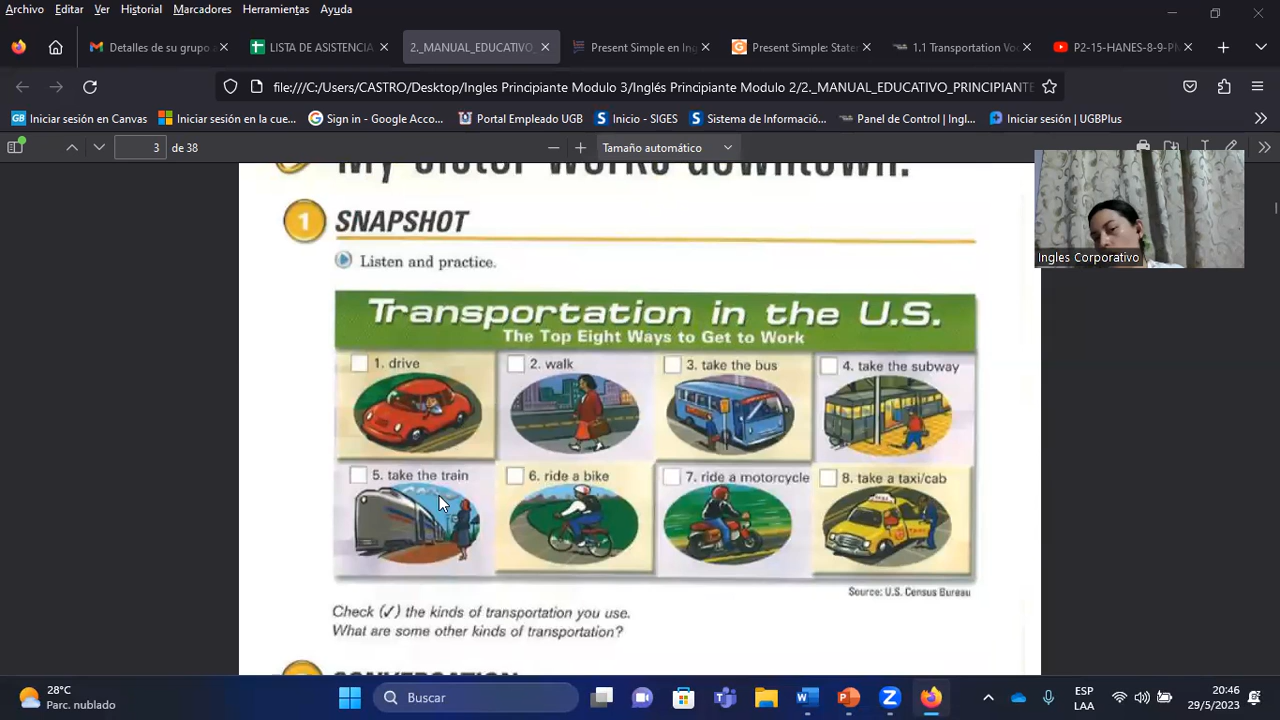 Archivo Editar Ver Historial Marcadores Herramientas Ayuda
Detalles de su grupo LISTA DE ASISTENCIA 2._MANUAL_EDUCATIVO_ Present Simple en Ing Present Simple: State 1.1 Transportation Vo P2-15-HANES-8-9-P
file:///C:/Users/CASTRO/Desktop/Ingles Principiante Modulo 3/Inglés Principiante Modulo 2/2._MANUAL_EDUCATIVO_PRINCIPIANTE
GB Iniciar sesión en Canvas Iniciar sesión en la cue... Sign in - Google Acco... Portal Empleado UGB Inicio - SIGES Sistema de Informació... Panel de Control | Ingl... Iniciar sesión | UGBPlus
3 de 38 Tamaño automático
My sister works downtown.
1 SNAPSHOT
Listen and practice.
Ingles Corporativo
Transportation in the U.S.
The Top Eight Ways to Get to Work
1. drive 2. walk 3. take the bus 4. take the subway
5. take the train 6. ride a bike 7. ride a motorcycle 8. take a taxi/cab
Source: U.S. Census Bureau
Check (✓) the kinds of transportation you use.
What are some other kinds of transportation?
CONVERSATION
28°C
Parc. nublado
Buscar
ESP
LAA
20:46
29/5/2023